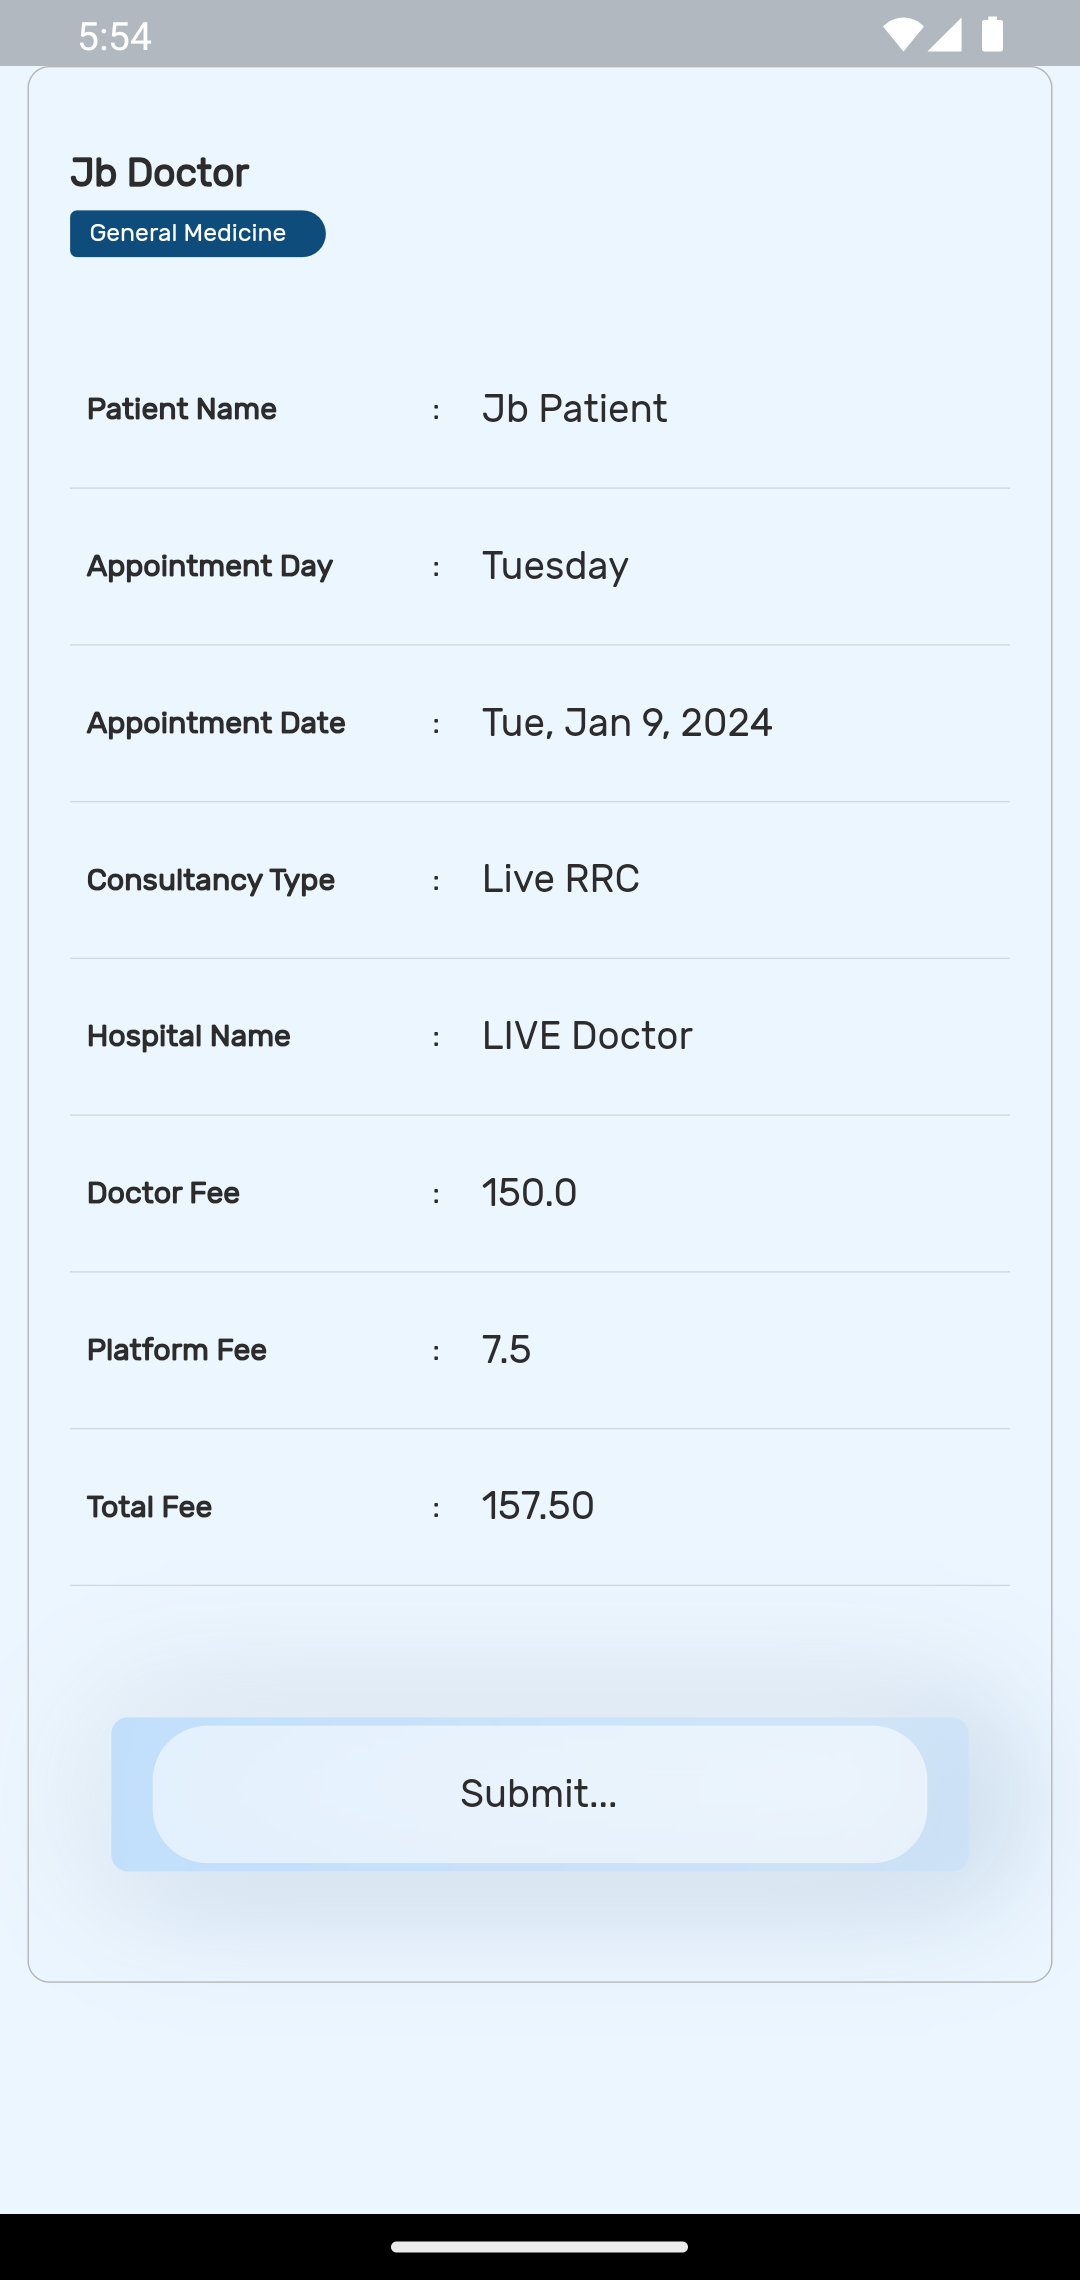 5:54
Jb Doctor
General Medicine
Patient Name : Jb Patient
Appointment Day : Tuesday
Appointment Date : Tue, Jan 9, 2024
Consultancy Type : Live RRC
Hospital Name : LIVE Doctor
Doctor Fee : 150.0
Platform Fee : 7.5
Total Fee : 157.50
Submit...